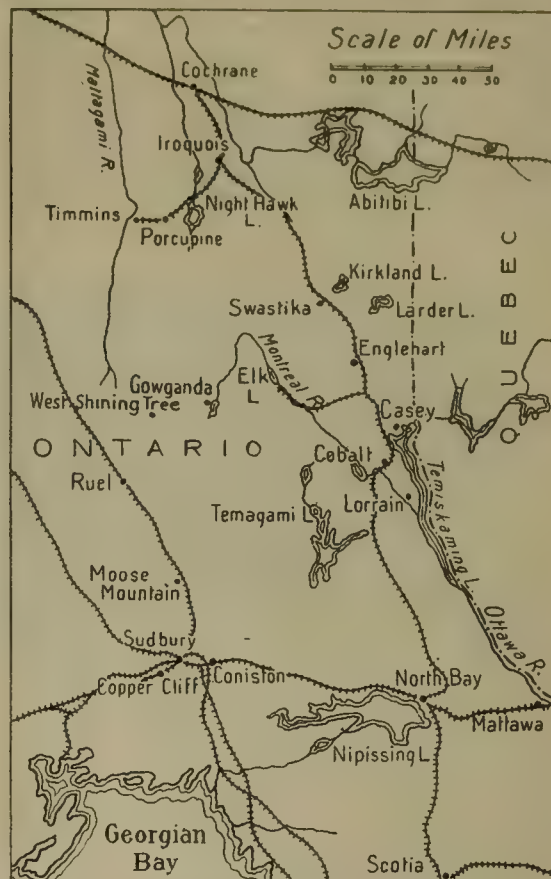 Scale of Miles
0 10 20 30 40 50
Cochrane
Mattagami R.
Iroquois
Timmins
Porcupine
Night Hawk
L.
Abitibi L.
Kirkland L.
Swastika
Larder L.
QUEBEC
Englehart
Montreal R.
Elk
L
Gowganda
West Shining Tree
Casey
ONTARIO
Cobalt
Ruel
Lorrain
Temagami L
Temiskaming L.
Moose
Mountain
Ottawa R.
Sudbury
Copper Cliff
Coniston
North Bay
Mattawa
Nipissing L.
Georgian
Bay
Scotia